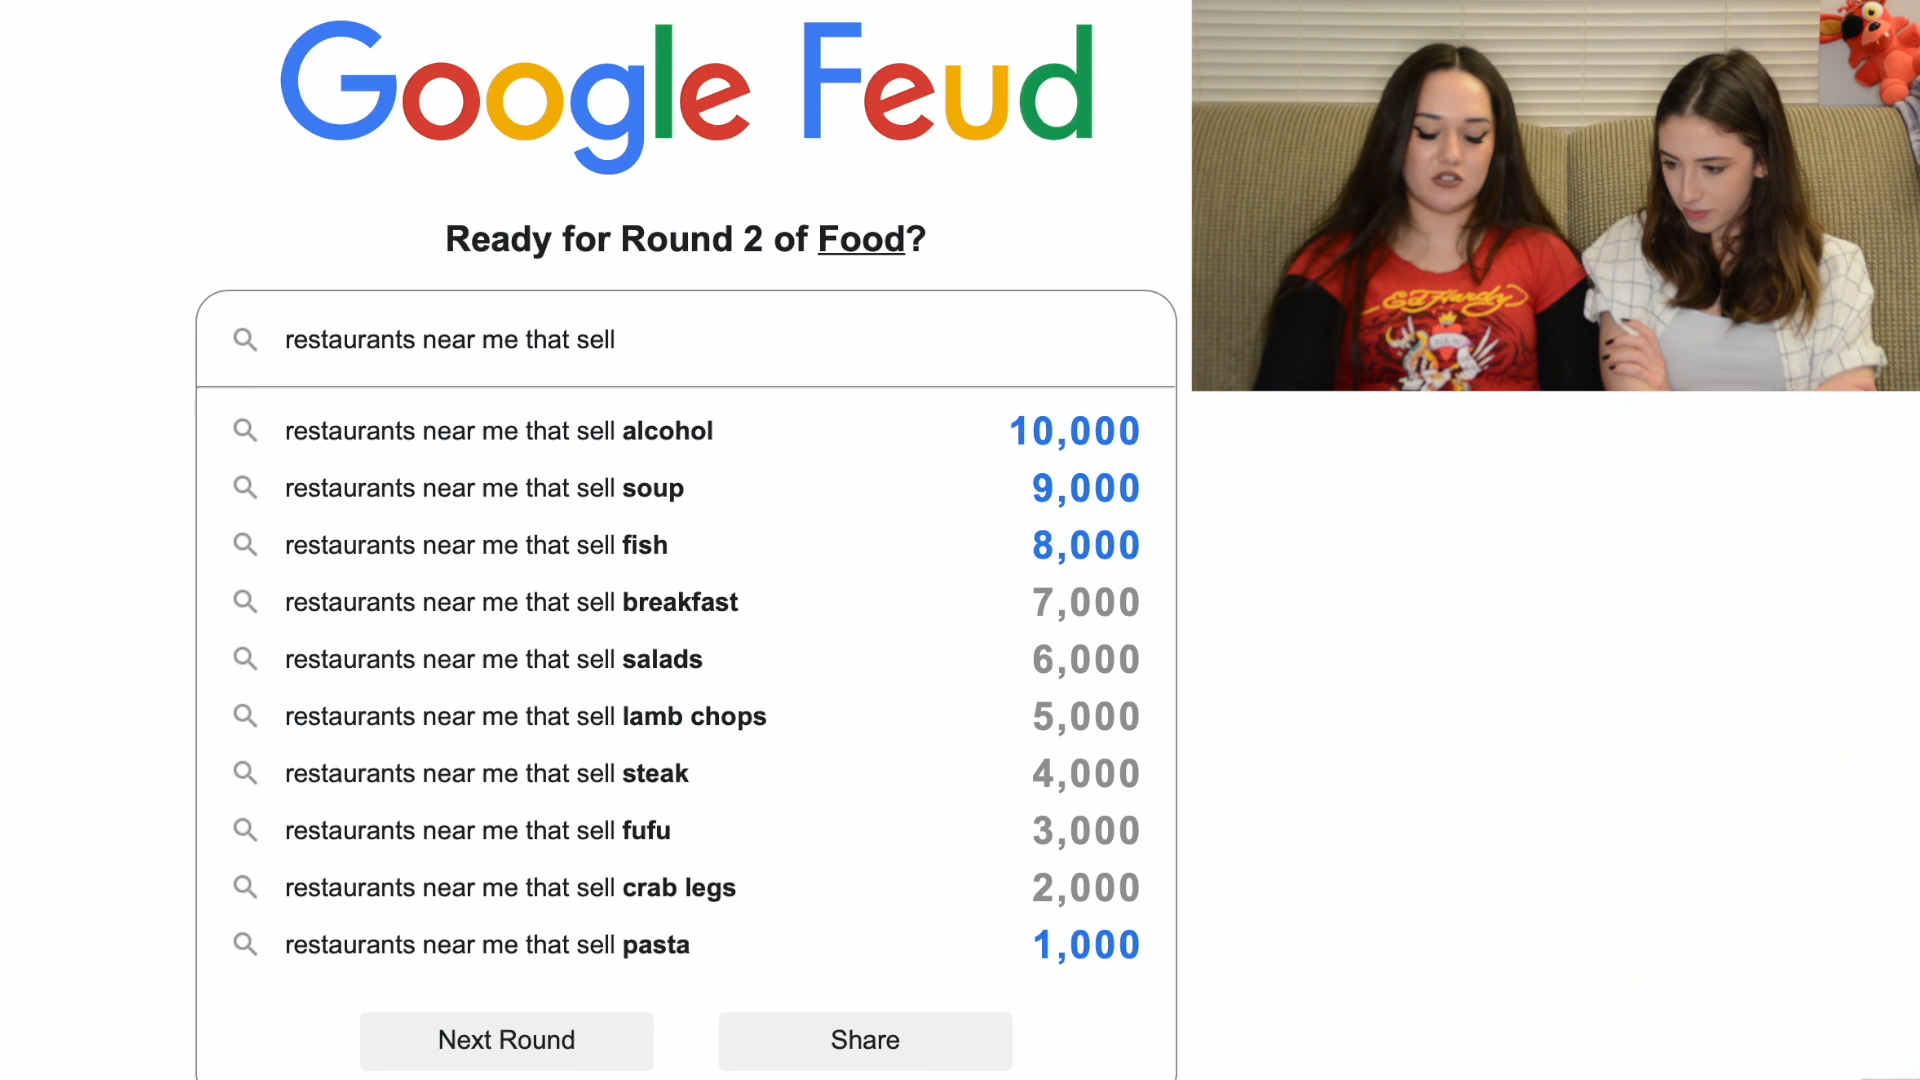 Google Feud
Ready for Round 2 of Food?
restaurants near me that sell
restaurants near me that sell alcohol 10,000
restaurants near me that sell soup 9,000
restaurants near me that sell fish 8,000
restaurants near me that sell breakfast 7,000
restaurants near me that sell salads 6,000
restaurants near me that sell lamb chops 5,000
restaurants near me that sell steak 4,000
restaurants near me that sell fufu 3,000
restaurants near me that sell crab legs 2,000
restaurants near me that sell pasta 1,000
Next Round Share
Ed Hardy